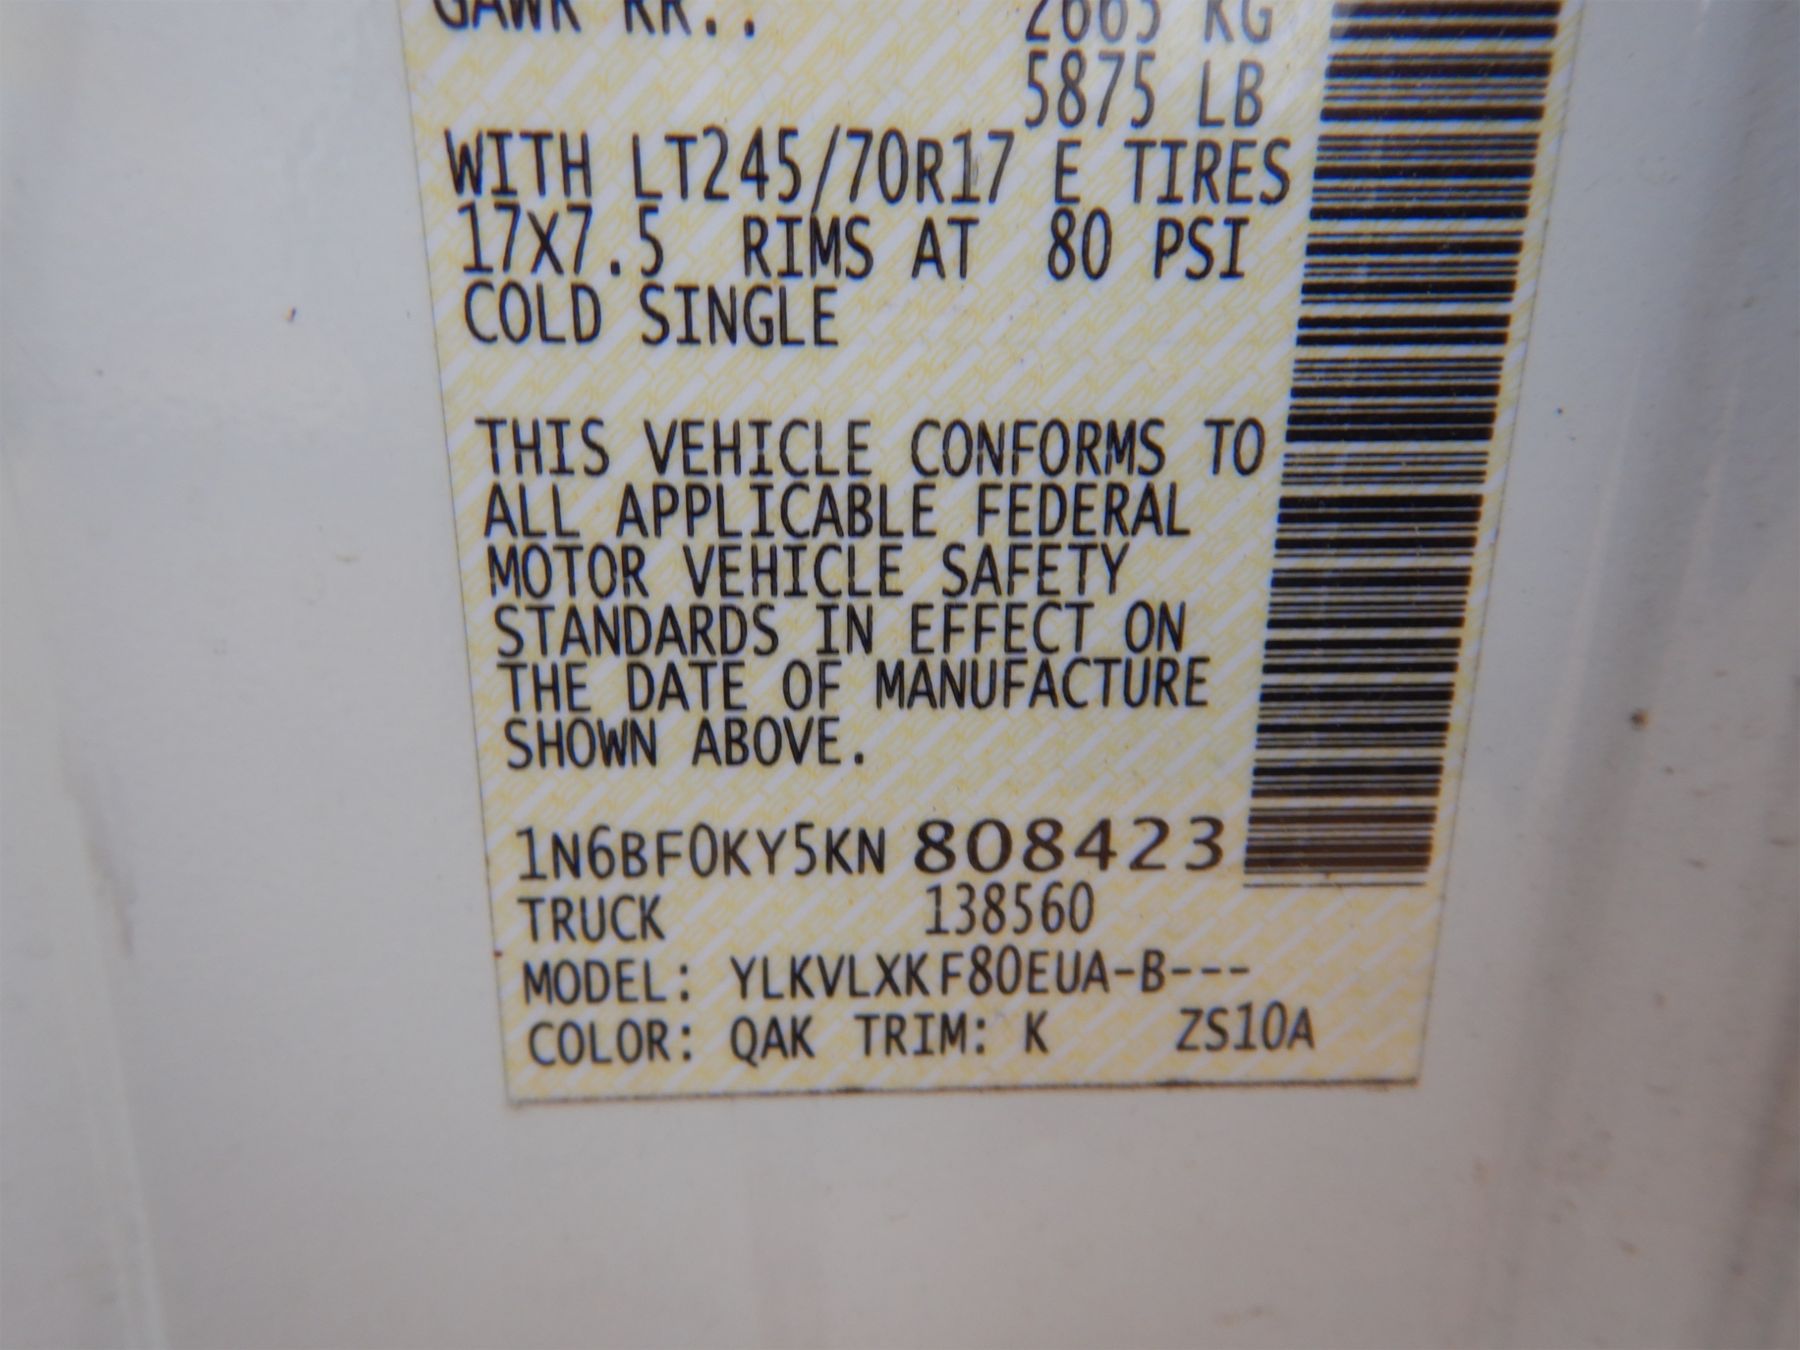 GAWR RR.: 2665 KG
5875 LB
WITH LT245/70R17 E TIRES
17X7.5 RIMS AT 80 PSI
COLD SINGLE
THIS VEHICLE CONFORMS TO
ALL APPLICABLE FEDERAL
MOTOR VEHICLE SAFETY
STANDARDS IN EFFECT ON
THE DATE OF MANUFACTURE
SHOWN ABOVE.
1N6BF0KY5KN 808423
TRUCK 138560
MODEL: YLKVLXKF80EUA-B---
COLOR: QAK TRIM: K ZS10A